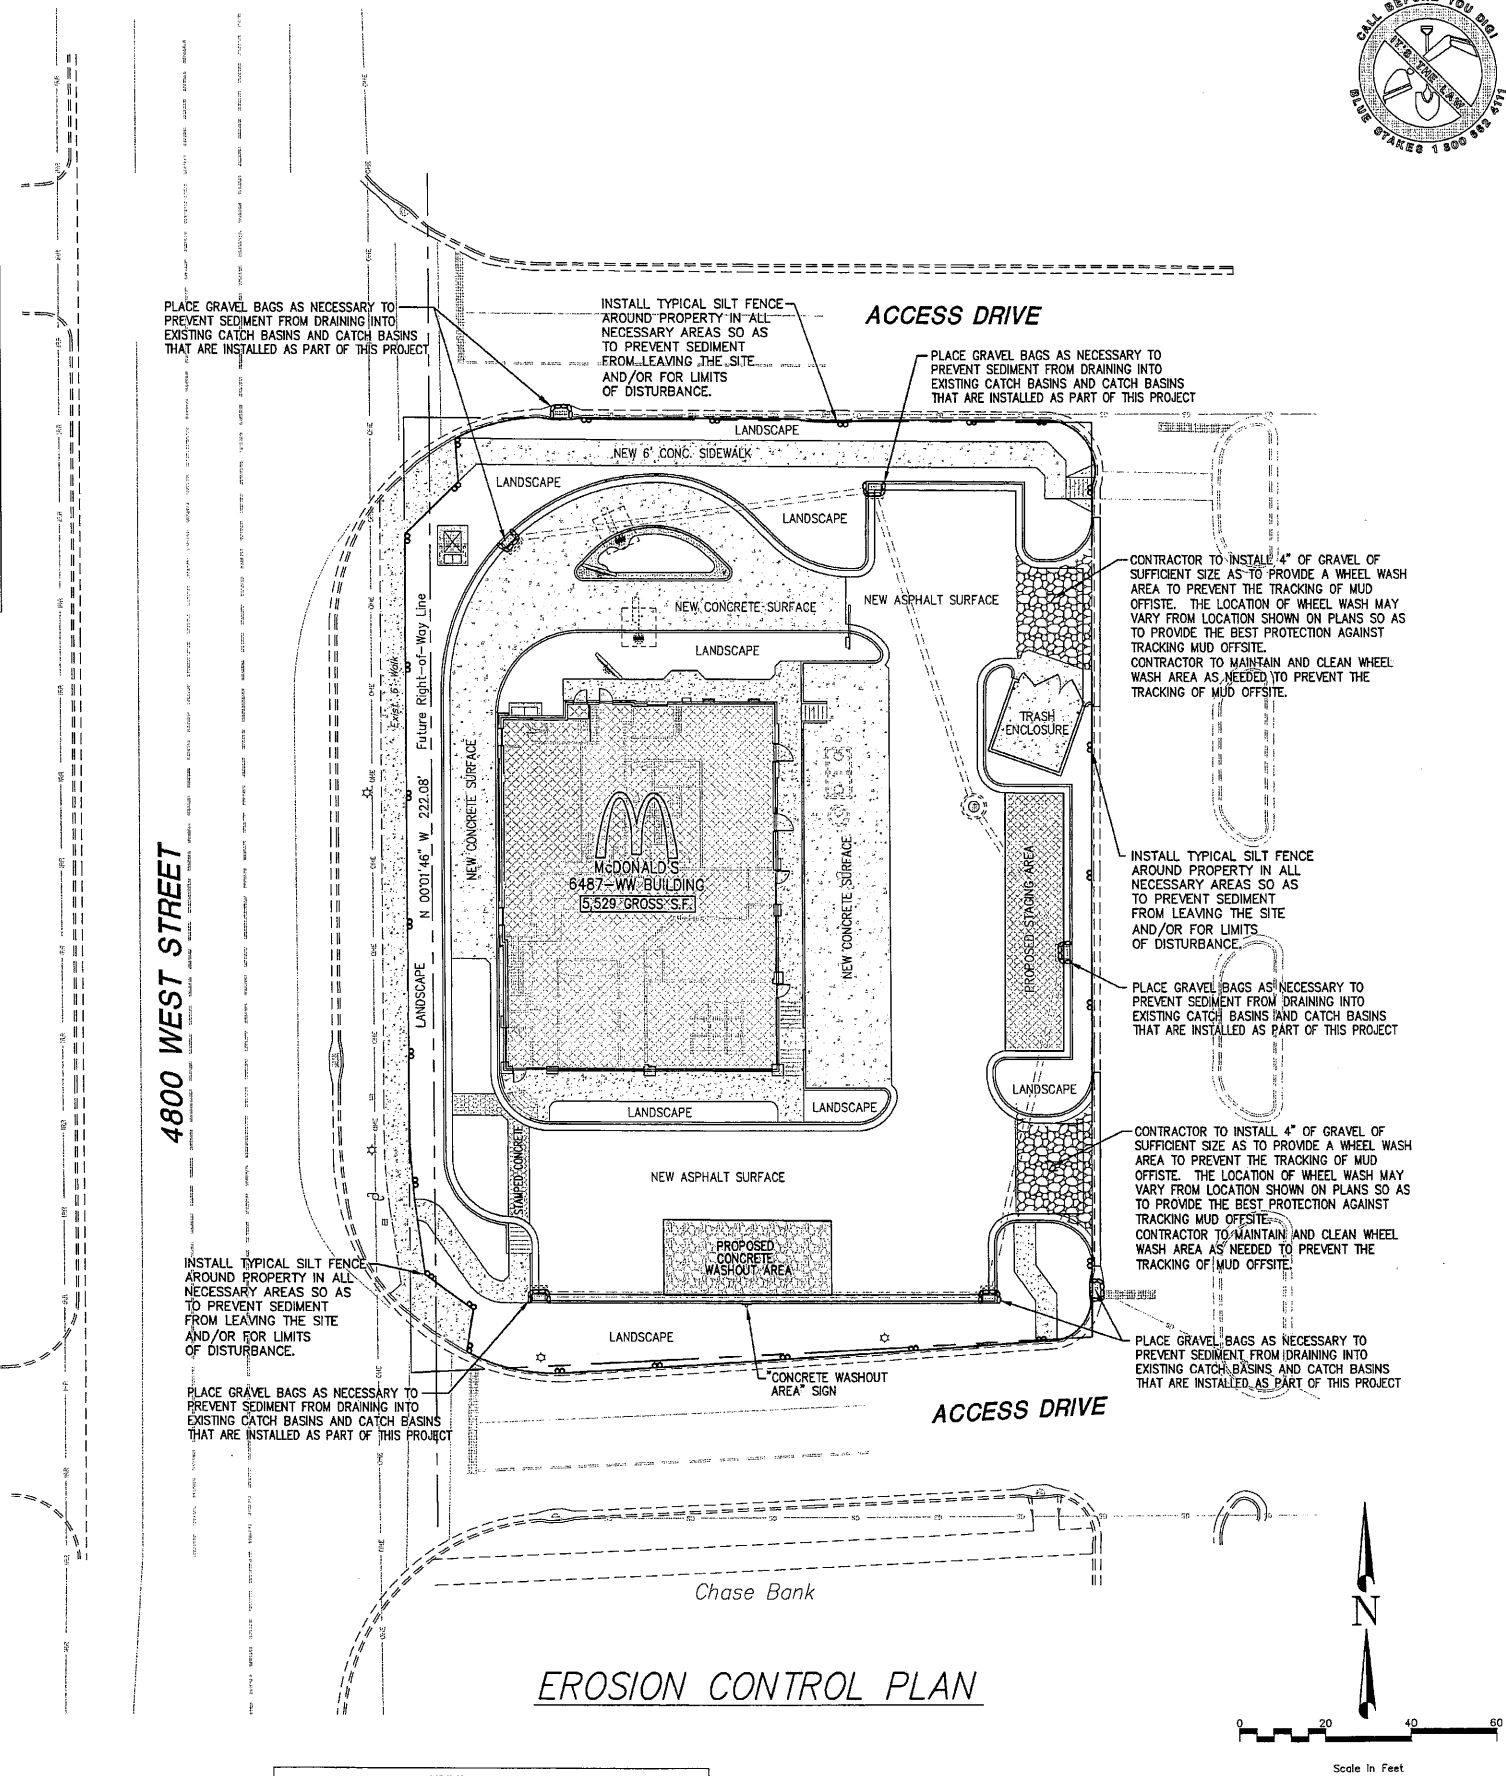 CALL BEFORE YOU DIG!
IT'S THE LAW
BLUE STAKES 1 800 662 4111
PLACE GRAVEL BAGS AS NECESSARY TO
PREVENT SEDIMENT FROM DRAINING INTO
EXISTING CATCH BASINS AND CATCH BASINS
THAT ARE INSTALLED AS PART OF THIS PROJECT
INSTALL TYPICAL SILT FENCE
AROUND PROPERTY IN ALL
NECESSARY AREAS SO AS
TO PREVENT SEDIMENT
FROM LEAVING THE SITE
AND/OR FOR LIMITS
OF DISTURBANCE.
ACCESS DRIVE
PLACE GRAVEL BAGS AS NECESSARY TO
PREVENT SEDIMENT FROM DRAINING INTO
EXISTING CATCH BASINS AND CATCH BASINS
THAT ARE INSTALLED AS PART OF THIS PROJECT
LANDSCAPE
NEW 6' CONC. SIDEWALK
LANDSCAPE
LANDSCAPE
CONTRACTOR TO INSTALL 4" OF GRAVEL OF
SUFFICIENT SIZE AS TO PROVIDE A WHEEL WASH
AREA TO PREVENT THE TRACKING OF MUD
OFFISTE. THE LOCATION OF WHEEL WASH MAY
VARY FROM LOCATION SHOWN ON PLANS SO AS
TO PROVIDE THE BEST PROTECTION AGAINST
TRACKING MUD OFFSITE.
CONTRACTOR TO MAINTAIN AND CLEAN WHEEL
WASH AREA AS NEEDED TO PREVENT THE
TRACKING OF MUD OFFSITE.
NEW CONCRETE SURFACE
NEW ASPHALT SURFACE
LANDSCAPE
Exist. 6' Walk
N 00°01'46" W 222.08' Future Right-of-Way Line
LANDSCAPE
NEW CONCRETE SURFACE
TRASH
ENCLOSURE
McDONALD'S
6487-WW BUILDING
5,529 GROSS S.F.
NEW CONCRETE SURFACE
PROPOSED STAGING AREA
INSTALL TYPICAL SILT FENCE
AROUND PROPERTY IN ALL
NECESSARY AREAS SO AS
TO PREVENT SEDIMENT
FROM LEAVING THE SITE
AND/OR FOR LIMITS
OF DISTURBANCE.
4800 WEST STREET
PLACE GRAVEL BAGS AS NECESSARY TO
PREVENT SEDIMENT FROM DRAINING INTO
EXISTING CATCH BASINS AND CATCH BASINS
THAT ARE INSTALLED AS PART OF THIS PROJECT
LANDSCAPE
LANDSCAPE
LANDSCAPE
CONTRACTOR TO INSTALL 4" OF GRAVEL OF
SUFFICIENT SIZE AS TO PROVIDE A WHEEL WASH
AREA TO PREVENT THE TRACKING OF MUD
OFFISTE. THE LOCATION OF WHEEL WASH MAY
VARY FROM LOCATION SHOWN ON PLANS SO AS
TO PROVIDE THE BEST PROTECTION AGAINST
TRACKING MUD OFFSITE.
CONTRACTOR TO MAINTAIN AND CLEAN WHEEL
WASH AREA AS NEEDED TO PREVENT THE
TRACKING OF MUD OFFSITE.
STAMPED CONCRETE
NEW ASPHALT SURFACE
PROPOSED
CONCRETE
WASHOUT AREA
INSTALL TYPICAL SILT FENCE
AROUND PROPERTY IN ALL
NECESSARY AREAS SO AS
TO PREVENT SEDIMENT
FROM LEAVING THE SITE
AND/OR FOR LIMITS
OF DISTURBANCE.
LANDSCAPE
PLACE GRAVEL BAGS AS NECESSARY TO
PREVENT SEDIMENT FROM DRAINING INTO
EXISTING CATCH BASINS AND CATCH BASINS
THAT ARE INSTALLED AS PART OF THIS PROJECT
"CONCRETE WASHOUT
AREA" SIGN
PLACE GRAVEL BAGS AS NECESSARY TO
PREVENT SEDIMENT FROM DRAINING INTO
EXISTING CATCH BASINS AND CATCH BASINS
THAT ARE INSTALLED AS PART OF THIS PROJECT
ACCESS DRIVE
Chase Bank
EROSION CONTROL PLAN
N
0 20 40 60
Scale In Feet